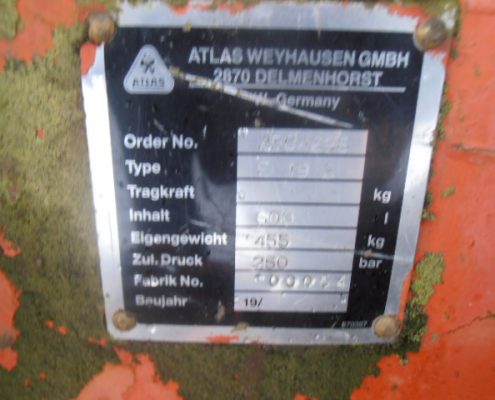 ATLAS WEYHAUSEN GMBH
ATLAS
2870 DELMENHORST
W.-Germany
Order No.
Type
Tragkraft kg
Inhalt l
Eigengewicht 455 kg
Zul. Druck 250 bar
Fabrik No.
Baujahr 19/